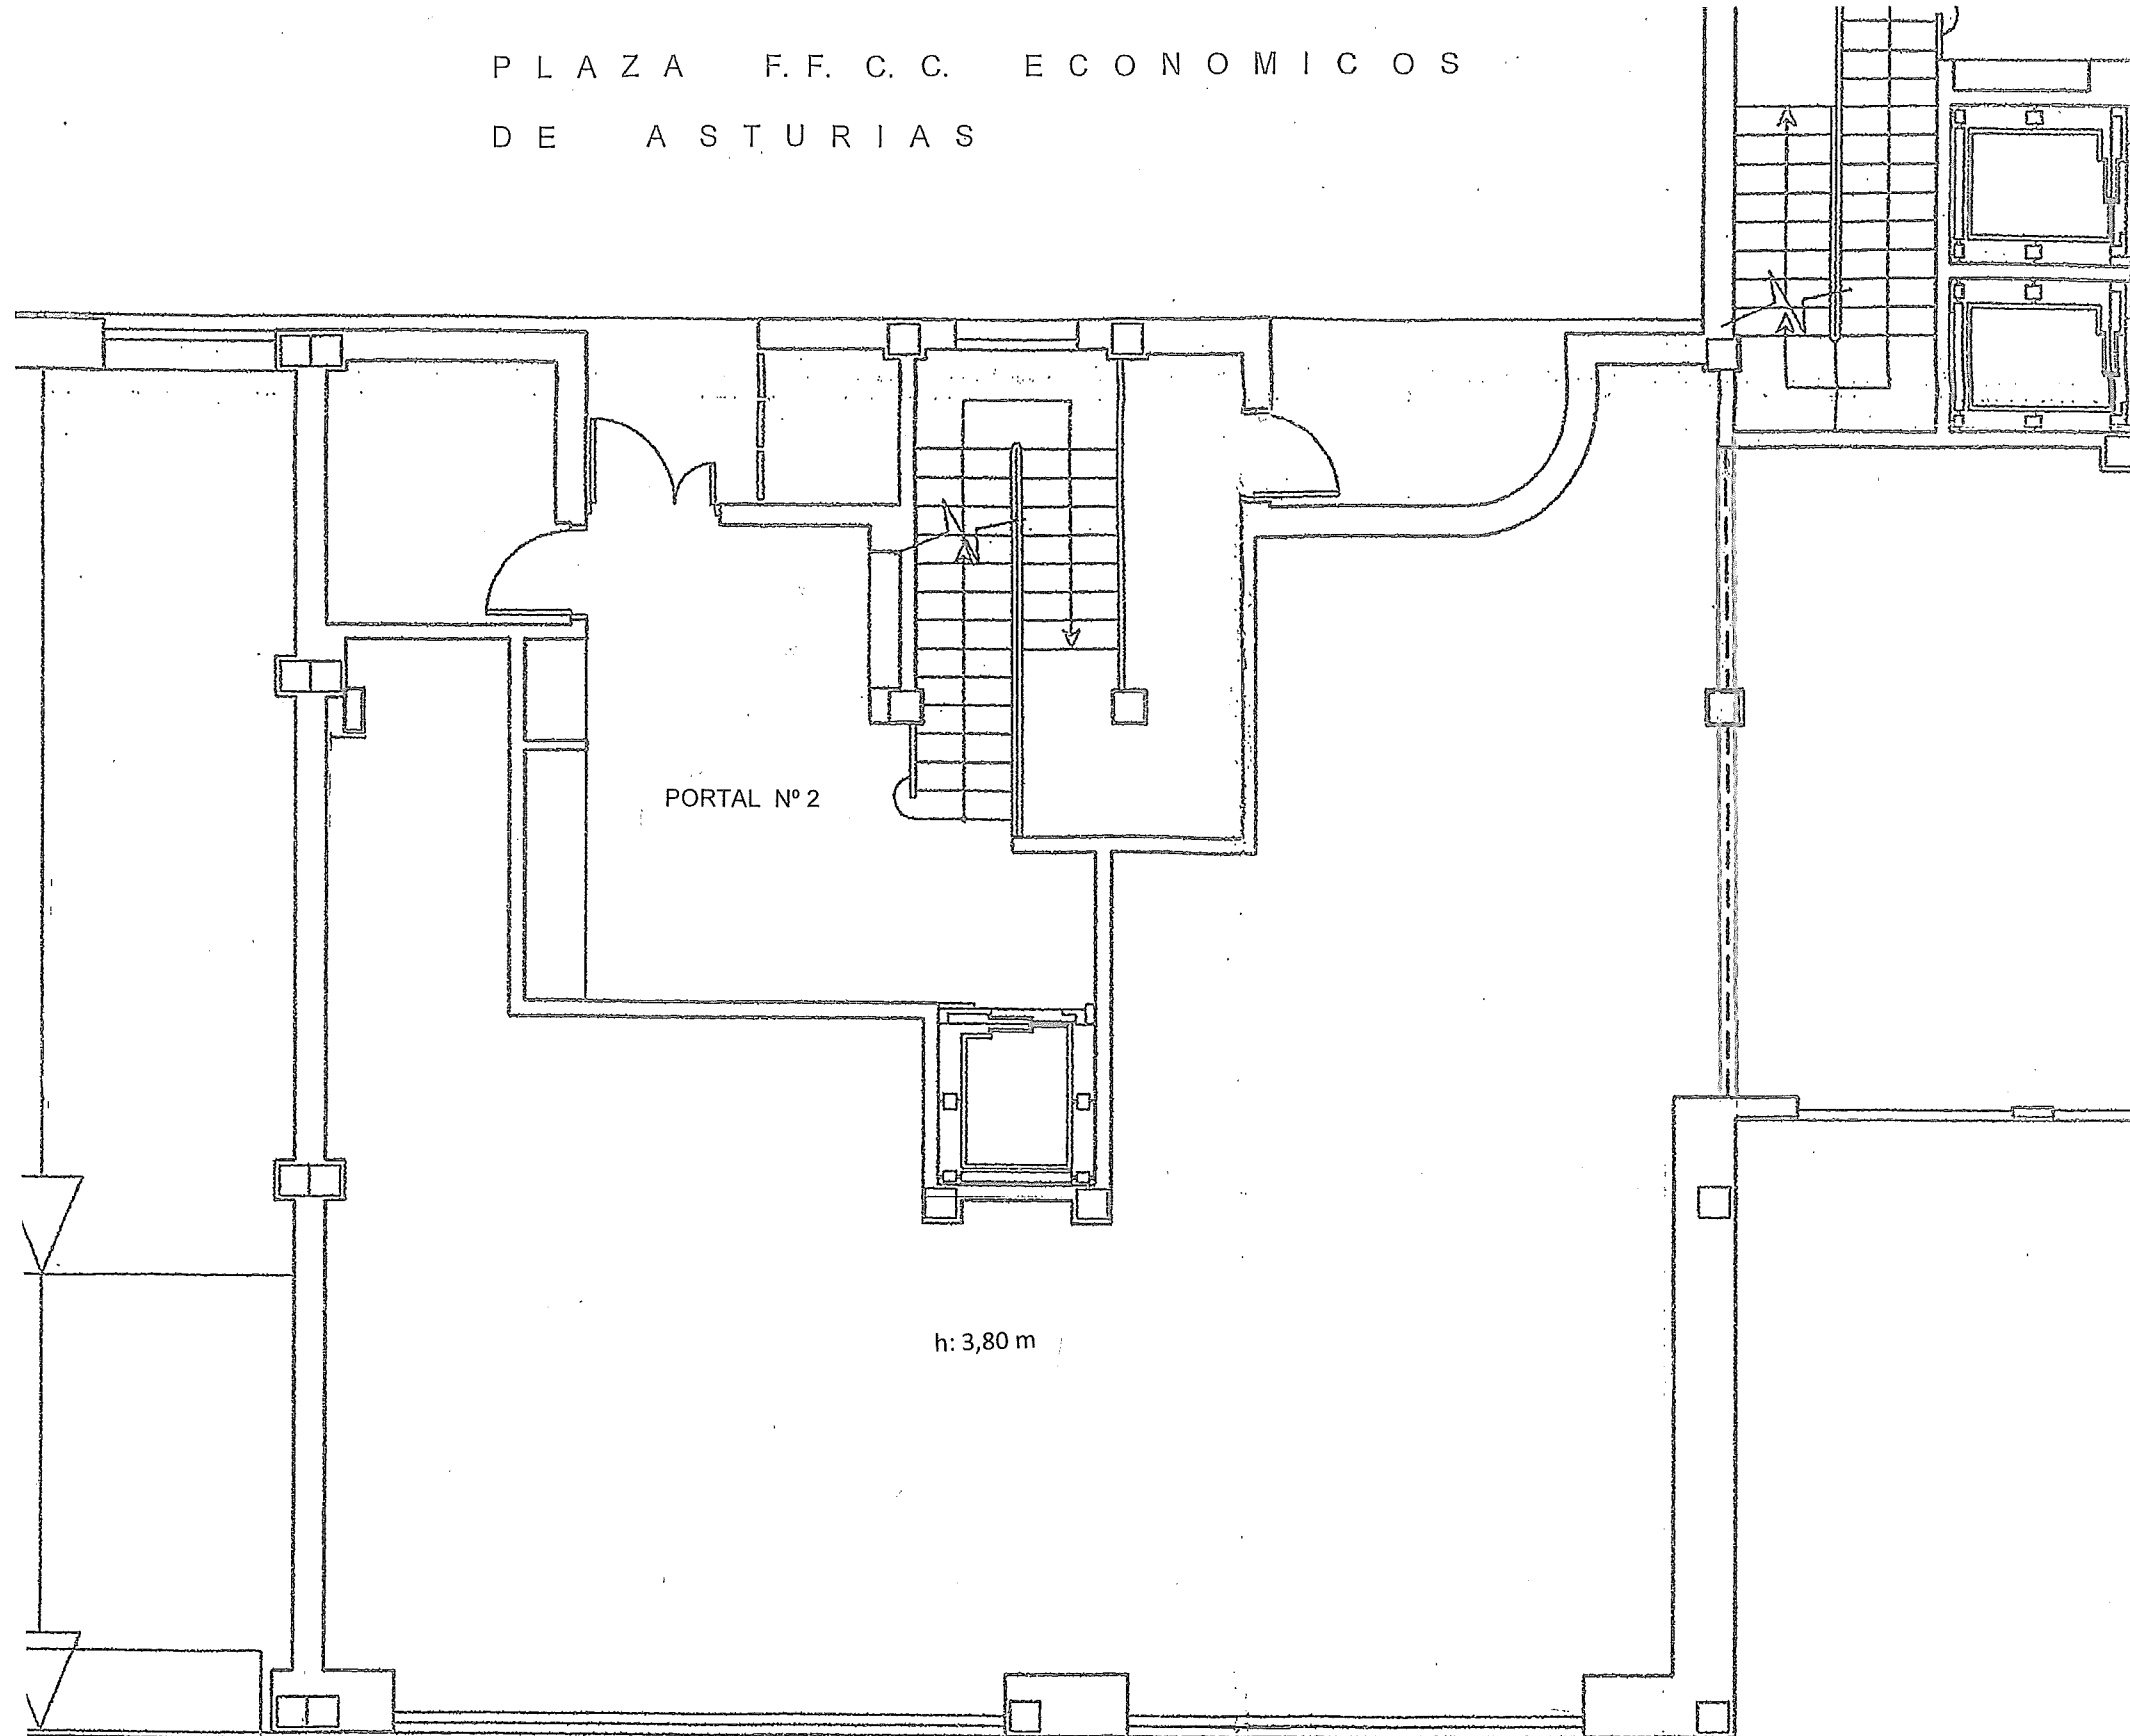 PLAZA F.F. C.C. ECONOMICOS
DE ASTURIAS
PORTAL Nº 2
h: 3,80 m